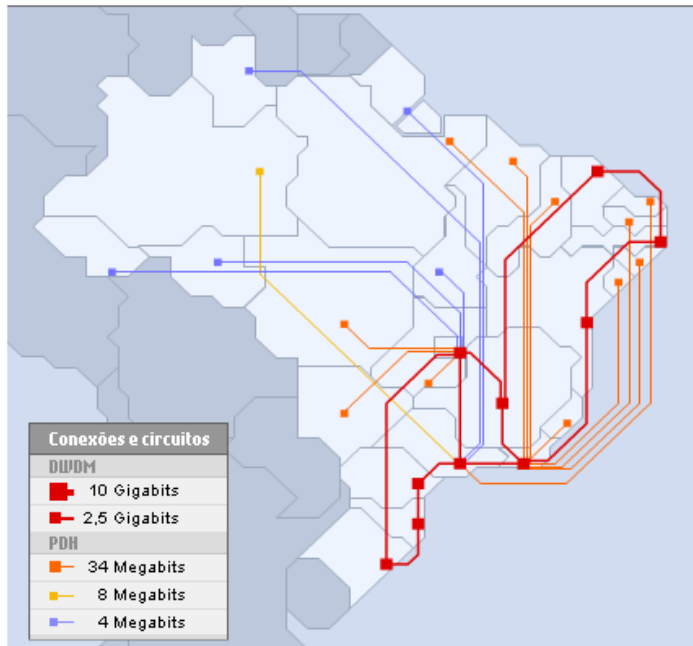 Conexões e circuitos
DWDM
10 Gigabits
2,5 Gigabits
PDH
34 Megabits
8 Megabits
4 Megabits